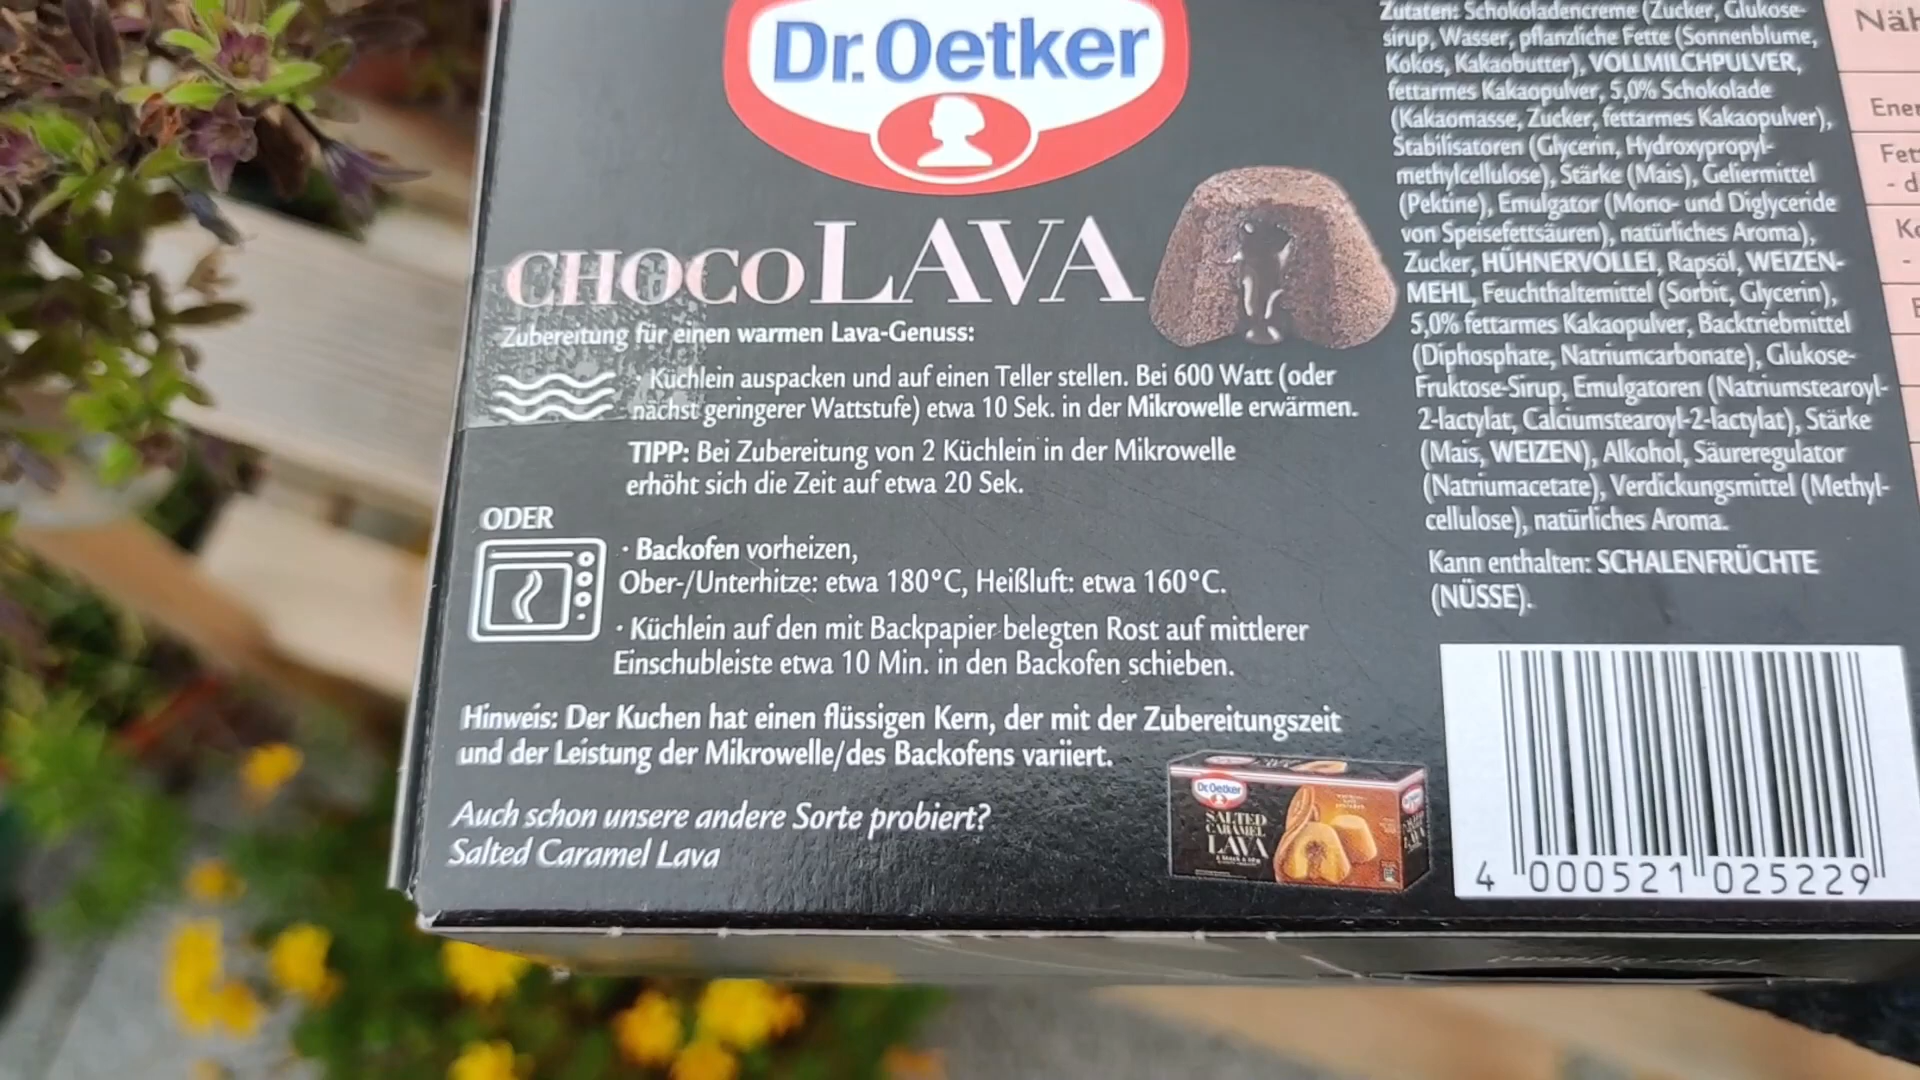 Dr.Oetker
CHOCOLAVA
Zubereitung für einen warmen Lava-Genuss:
· Küchlein auspacken und auf einen Teller stellen. Bei 600 Watt (oder
nächst geringerer Wattstufe) etwa 10 Sek. in der Mikrowelle erwärmen.
TIPP: Bei Zubereitung von 2 Küchlein in der Mikrowelle
erhöht sich die Zeit auf etwa 20 Sek.
ODER
· Backofen vorheizen,
Ober-/Unterhitze: etwa 180°C, Heißluft: etwa 160°C.
· Küchlein auf den mit Backpapier belegten Rost auf mittlerer
Einschubleiste etwa 10 Min. in den Backofen schieben.
Hinweis: Der Kuchen hat einen flüssigen Kern, der mit der Zubereitungszeit
und der Leistung der Mikrowelle/des Backofens variiert.
Auch schon unsere andere Sorte probiert?
Salted Caramel Lava
Dr.Oetker
SALTED
CARAMEL
LAVA
Zutaten: Schokoladencreme (Zucker, Glukose-
sirup, Wasser, pflanzliche Fette (Sonnenblume,
Kokos, Kakaobutter), VOLLMILCHPULVER,
fettarmes Kakaopulver, 5,0% Schokolade
(Kakaomasse, Zucker, fettarmes Kakaopulver),
Stabilisatoren (Glycerin, Hydroxypropyl-
methylcellulose), Stärke (Mais), Geliermittel
(Pektine), Emulgator (Mono- und Diglyceride
von Speisefettsäuren), natürliches Aroma),
Zucker, HÜHNERVOLLEI, Rapsöl, WEIZEN-
MEHL, Feuchthaltemittel (Sorbit, Glycerin),
5,0% fettarmes Kakaopulver, Backtriebmittel
(Diphosphate, Natriumcarbonate), Glukose-
Fruktose-Sirup, Emulgatoren (Natriumstearoyl-
2-lactylat, Calciumstearoyl-2-lactylat), Stärke
(Mais, WEIZEN), Alkohol, Säureregulator
(Natriumacetate), Verdickungsmittel (Methyl-
cellulose), natürliches Aroma.
Kann enthalten: SCHALENFRÜCHTE
(NÜSSE).
4 000521 025229